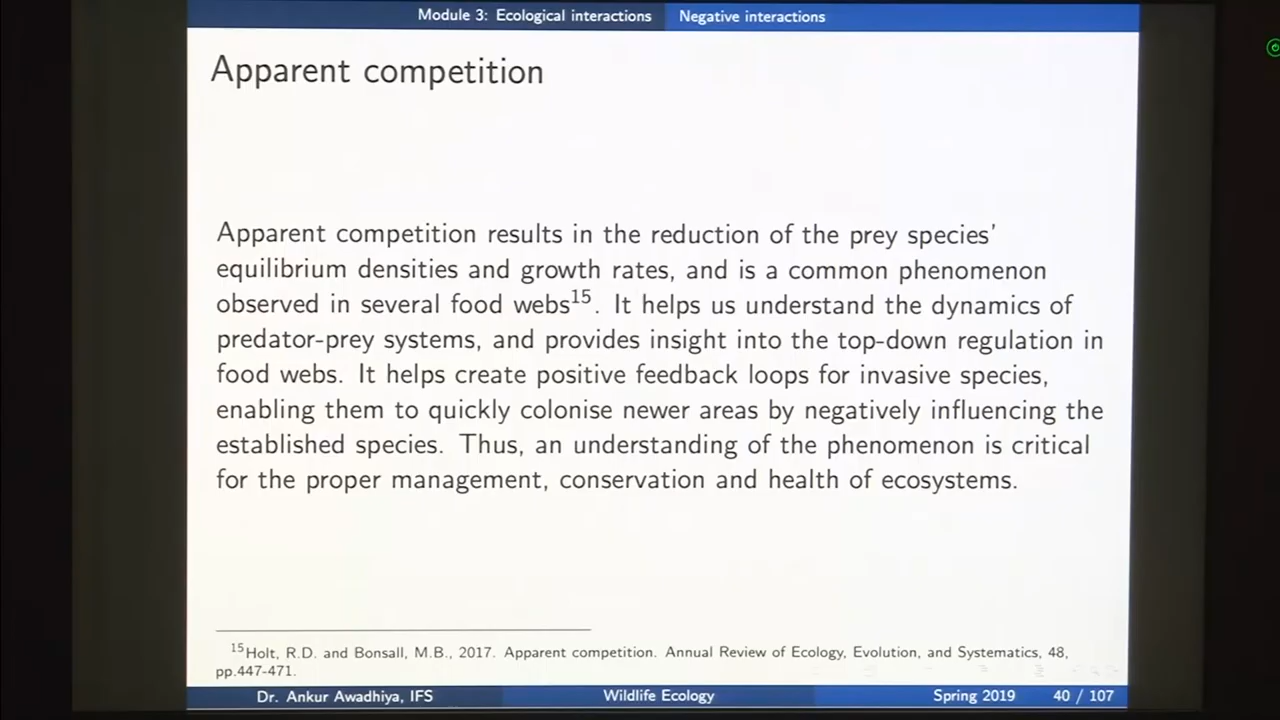 Module 3: Ecological interactions Negative interactions
Apparent competition
Apparent competition results in the reduction of the prey species'
equilibrium densities and growth rates, and is a common phenomenon
observed in several food webs15. It helps us understand the dynamics of
predator-prey systems, and provides insight into the top-down regulation in
food webs. It helps create positive feedback loops for invasive species,
enabling them to quickly colonise newer areas by negatively influencing the
established species. Thus, an understanding of the phenomenon is critical
for the proper management, conservation and health of ecosystems.
15Holt, R.D. and Bonsall, M.B., 2017. Apparent competition. Annual Review of Ecology, Evolution, and Systematics, 48,
pp.447-471.
Dr. Ankur Awadhiya, IFS Wildlife Ecology Spring 2019 40 / 107